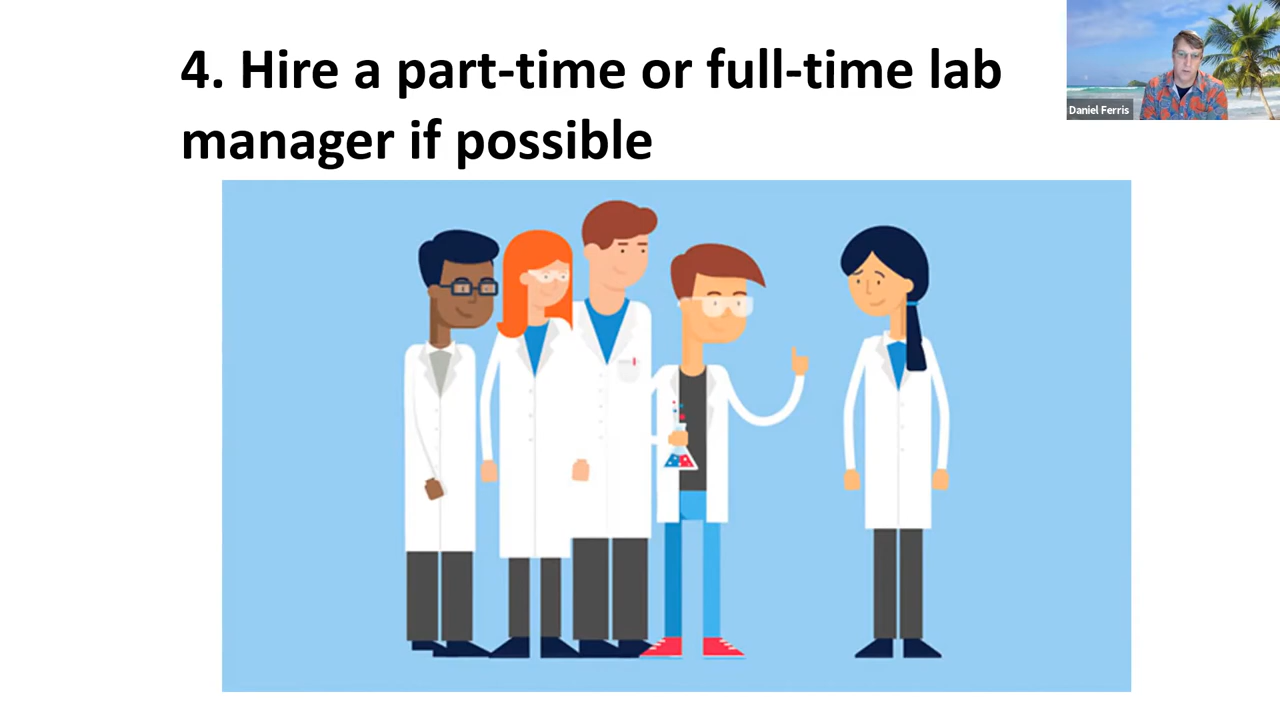 4. Hire a part-time or full-time lab
manager if possible
Daniel Ferris